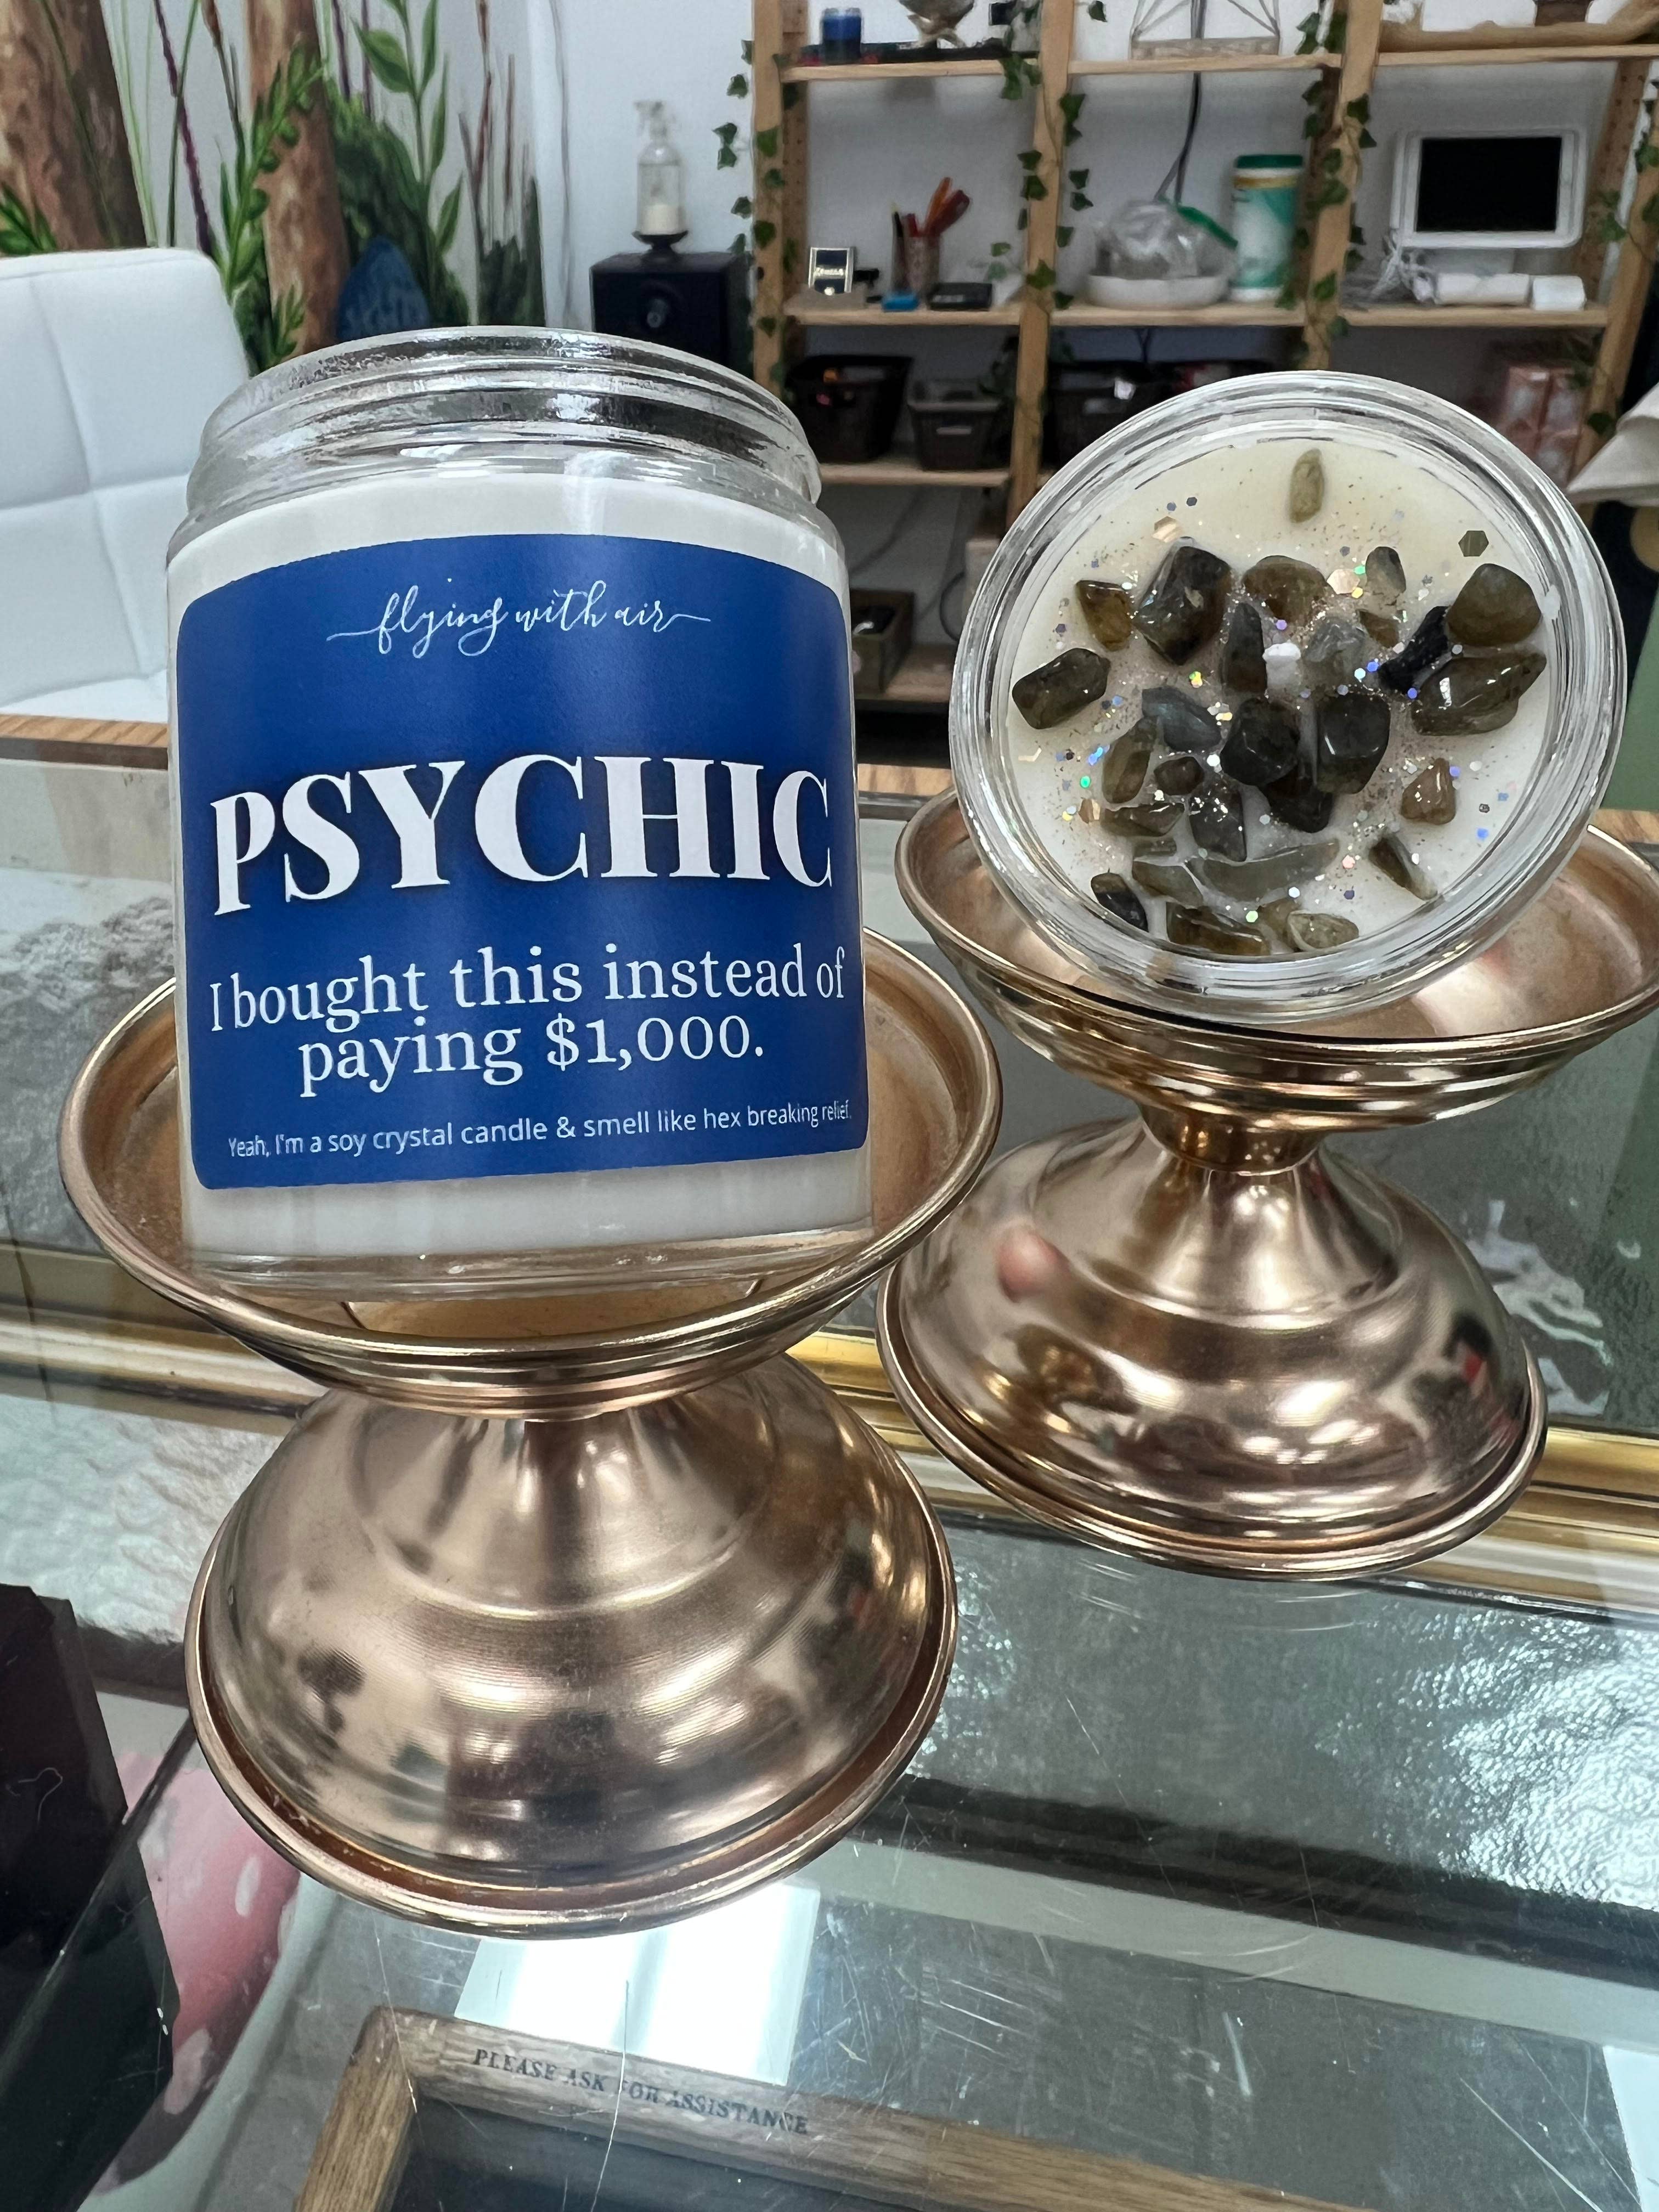 flying with air
PSYCHIC
I bought this instead of
paying $1,000.
Yeah, I'm a soy crystal candle & smell like hex breaking relief.
PLEASE ASK FOR ASSISTANCE